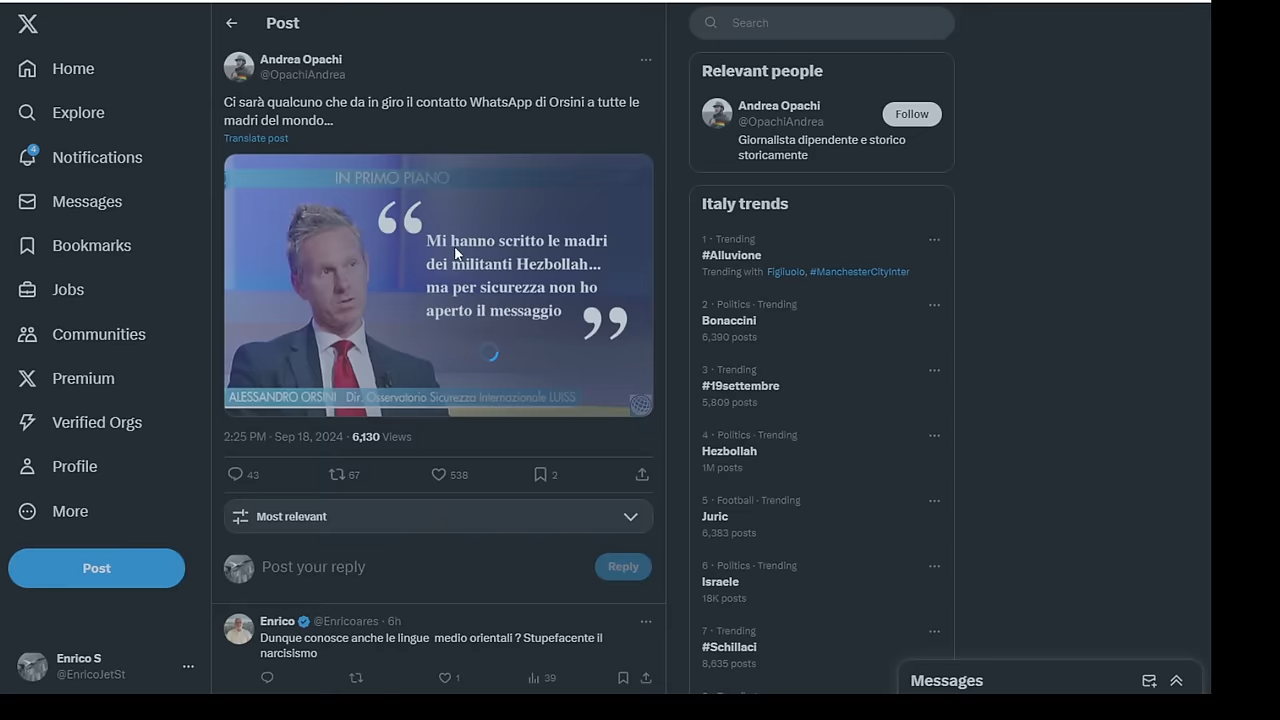 Home
Explore
4
Notifications
Messages
Bookmarks
Jobs
Communities
Premium
Verified Orgs
Profile
More
Post
Enrico S
@EnricoJetSt
Post
Andrea Opachi
@OpachiAndrea
Ci sarà qualcuno che da in giro il contatto WhatsApp di Orsini a tutte le
madri del mondo...
Translate post
IN PRIMO PIANO
“
Mi hanno scritto le madri
dei militanti Hezbollah...
ma per sicurezza non ho
aperto il messaggio
”
ALESSANDRO ORSINI Dir. Osservatorio Sicurezza Internazionale LUISS
2:25 PM · Sep 18, 2024 · 6,130 Views
43 67 538 2
Most relevant
Post your reply
Reply
Enrico @Enricoares · 6h
Dunque conosce anche le lingue medio orientali ? Stupefacente il
narcisismo
1 39
Search
Relevant people
Andrea Opachi
@OpachiAndrea
Follow
Giornalista dipendente e storico
storicamente
Italy trends
1 · Trending
#Alluvione
Trending with Figliuolo, #ManchesterCityInter
2 · Politics · Trending
Bonaccini
6,390 posts
3 · Trending
#19settembre
5,809 posts
4 · Politics · Trending
Hezbollah
1M posts
5 · Football · Trending
Juric
6,383 posts
6 · Politics · Trending
Israele
18K posts
7 · Trending
#Schillaci
8,635 posts
Messages